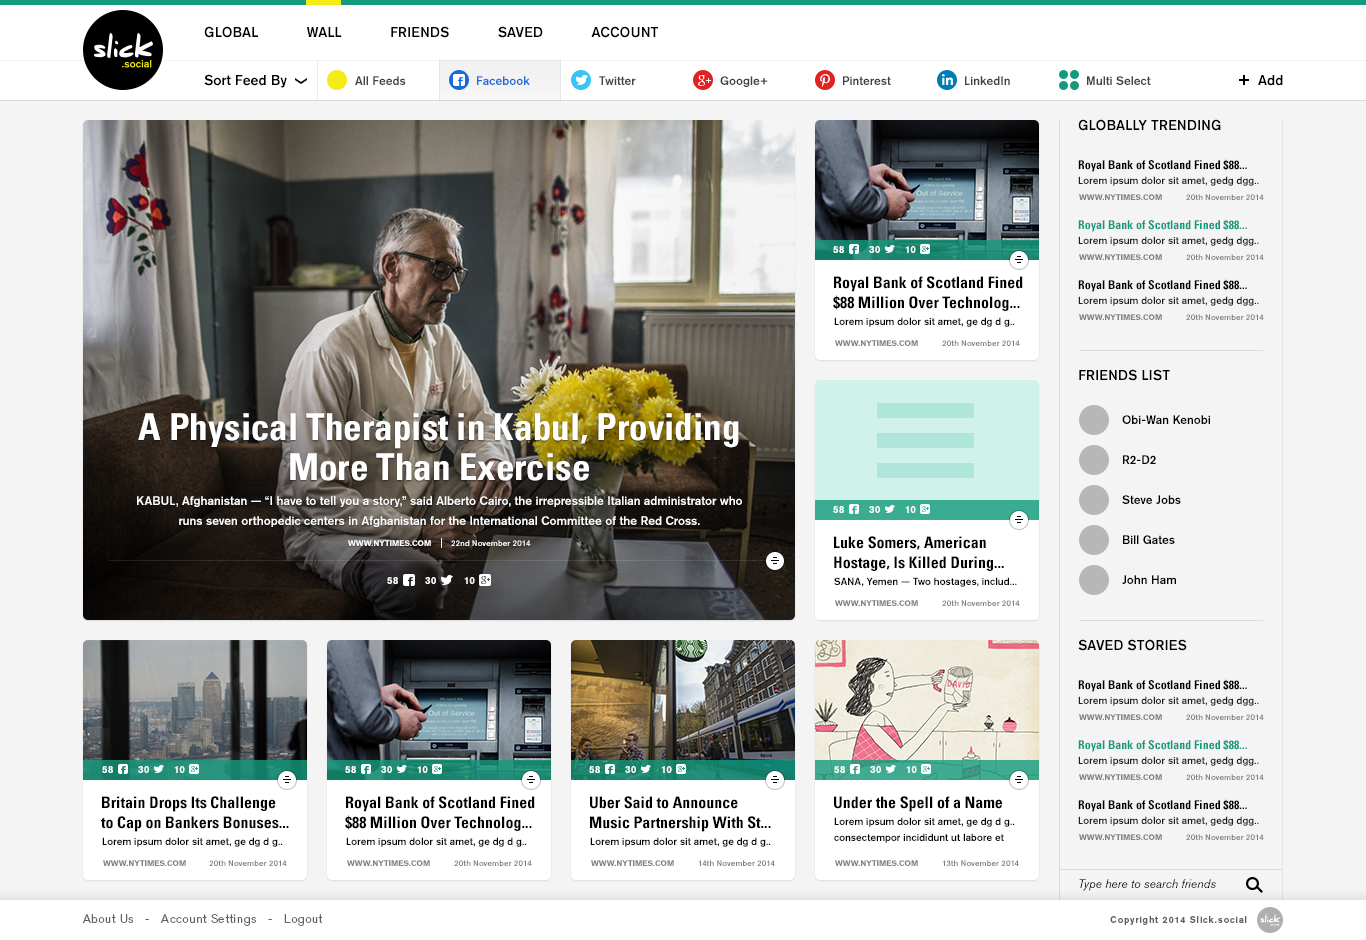 slick
.social
GLOBAL
WALL
FRIENDS
SAVED
ACCOUNT
Sort Feed By
All Feeds
Facebook
Twitter
Google+
Pinterest
LinkedIn
Multi Select
+ Add
A Physical Therapist in Kabul, Providing
More Than Exercise
KABUL, Afghanistan — “I have to tell you a story,” said Alberto Cairo, the irrepressible Italian administrator who
runs seven orthopedic centers in Afghanistan for the International Committee of the Red Cross.
WWW.NYTIMES.COM | 22nd November 2014
58 30 10
Out of Service
58 30 10
Royal Bank of Scotland Fined
$88 Million Over Technolog...
Lorem ipsum dolor sit amet, ge dg d g..
WWW.NYTIMES.COM 20th November 2014
58 30 10
Luke Somers, American
Hostage, Is Killed During...
SANA, Yemen — Two hostages, includ...
WWW.NYTIMES.COM 20th November 2014
58 30 10
Britain Drops Its Challenge
to Cap on Bankers Bonuses...
Lorem ipsum dolor sit amet, ge dg d g..
WWW.NYTIMES.COM 20th November 2014
Out of Service
58 30 10
Royal Bank of Scotland Fined
$88 Million Over Technolog...
Lorem ipsum dolor sit amet, ge dg d g..
WWW.NYTIMES.COM 20th November 2014
58 30 10
Uber Said to Announce
Music Partnership With St...
Lorem ipsum dolor sit amet, ge dg d g..
WWW.NYTIMES.COM 14th November 2014
DAVID
58 30 10
Under the Spell of a Name
Lorem ipsum dolor sit amet, ge dg d g..
consectempor incididunt ut labore et
WWW.NYTIMES.COM 13th November 2014
GLOBALLY TRENDING
Royal Bank of Scotland Fined $88...
Lorem ipsum dolor sit amet, gedg dgg..
WWW.NYTIMES.COM 20th November 2014
Royal Bank of Scotland Fined $88...
Lorem ipsum dolor sit amet, gedg dgg..
WWW.NYTIMES.COM 20th November 2014
Royal Bank of Scotland Fined $88...
Lorem ipsum dolor sit amet, gedg dgg..
WWW.NYTIMES.COM 20th November 2014
FRIENDS LIST
Obi-Wan Kenobi
R2-D2
Steve Jobs
Bill Gates
John Ham
SAVED STORIES
Royal Bank of Scotland Fined $88...
Lorem ipsum dolor sit amet, gedg dgg..
WWW.NYTIMES.COM 20th November 2014
Royal Bank of Scotland Fined $88...
Lorem ipsum dolor sit amet, gedg dgg..
WWW.NYTIMES.COM 20th November 2014
Royal Bank of Scotland Fined $88...
Lorem ipsum dolor sit amet, gedg dgg..
WWW.NYTIMES.COM 20th November 2014
Type here to search friends
About Us - Account Settings - Logout
Copyright 2014 Slick.social
slick